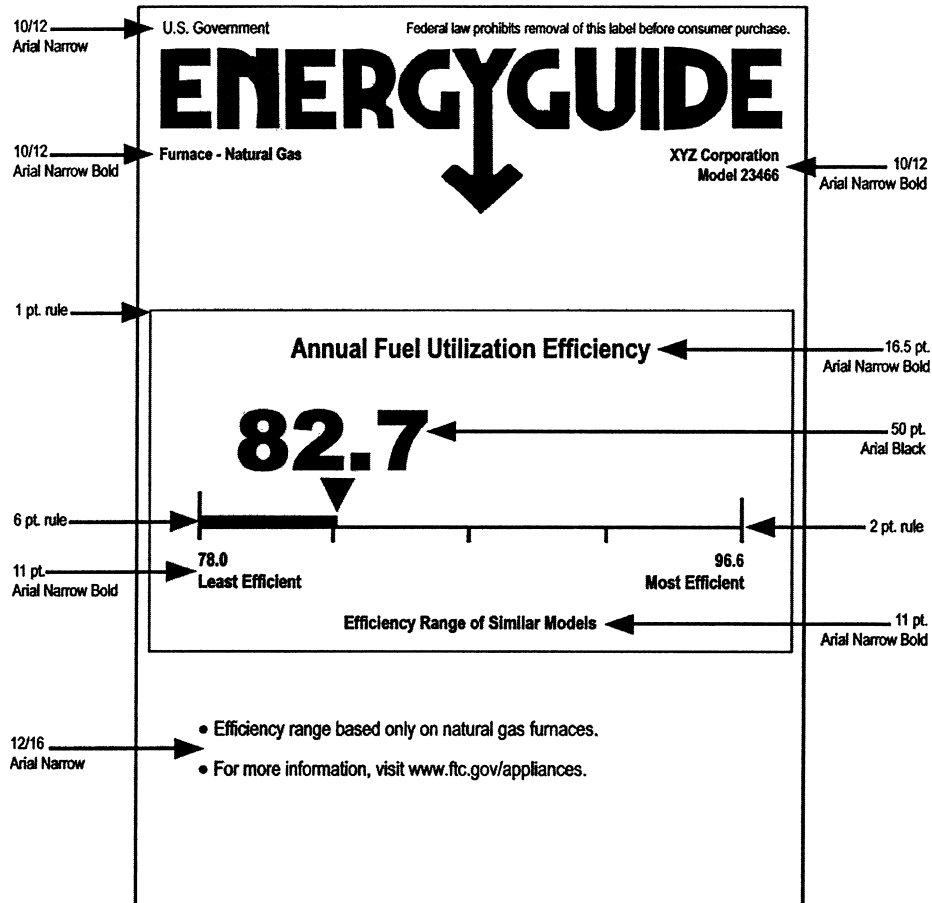 10/12
Arial Narrow
U.S. Government
Federal law prohibits removal of this label before consumer purchase.
ENERGYGUIDE
10/12
Arial Narrow Bold
Furnace - Natural Gas
XYZ Corporation
Model 23466
10/12
Arial Narrow Bold
1 pt. rule
Annual Fuel Utilization Efficiency
16.5 pt.
Arial Narrow Bold
82.7
50 pt.
Arial Black
6 pt. rule
2 pt. rule
11 pt.
Arial Narrow Bold
78.0
Least Efficient
96.6
Most Efficient
Efficiency Range of Similar Models
11 pt.
Arial Narrow Bold
12/16
Arial Narrow
• Efficiency range based only on natural gas furnaces.
• For more information, visit www.ftc.gov/appliances.